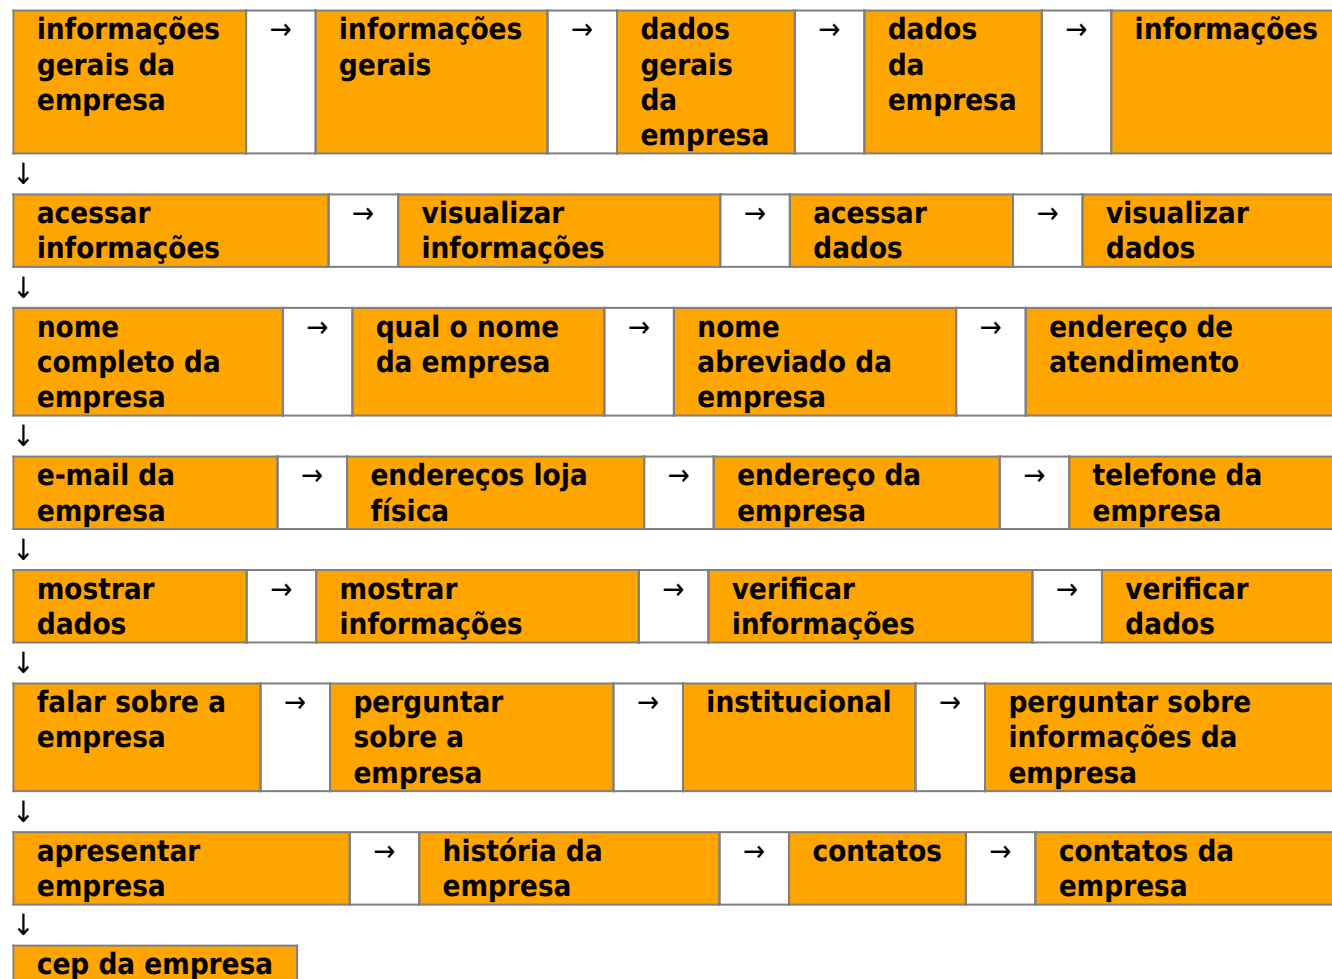 informações gerais da empresa → informações gerais → dados gerais da empresa → dados da empresa → informações
↓
acessar informações → visualizar informações → acessar dados → visualizar dados
↓
nome completo da empresa → qual o nome da empresa → nome abreviado da empresa → endereço de atendimento
↓
e-mail da empresa → endereços loja física → endereço da empresa → telefone da empresa
↓
mostrar dados → mostrar informações → verificar informações → verificar dados
↓
falar sobre a empresa → perguntar sobre a empresa → institucional → perguntar sobre informações da empresa
↓
apresentar empresa → história da empresa → contatos → contatos da empresa
↓
cep da empresa